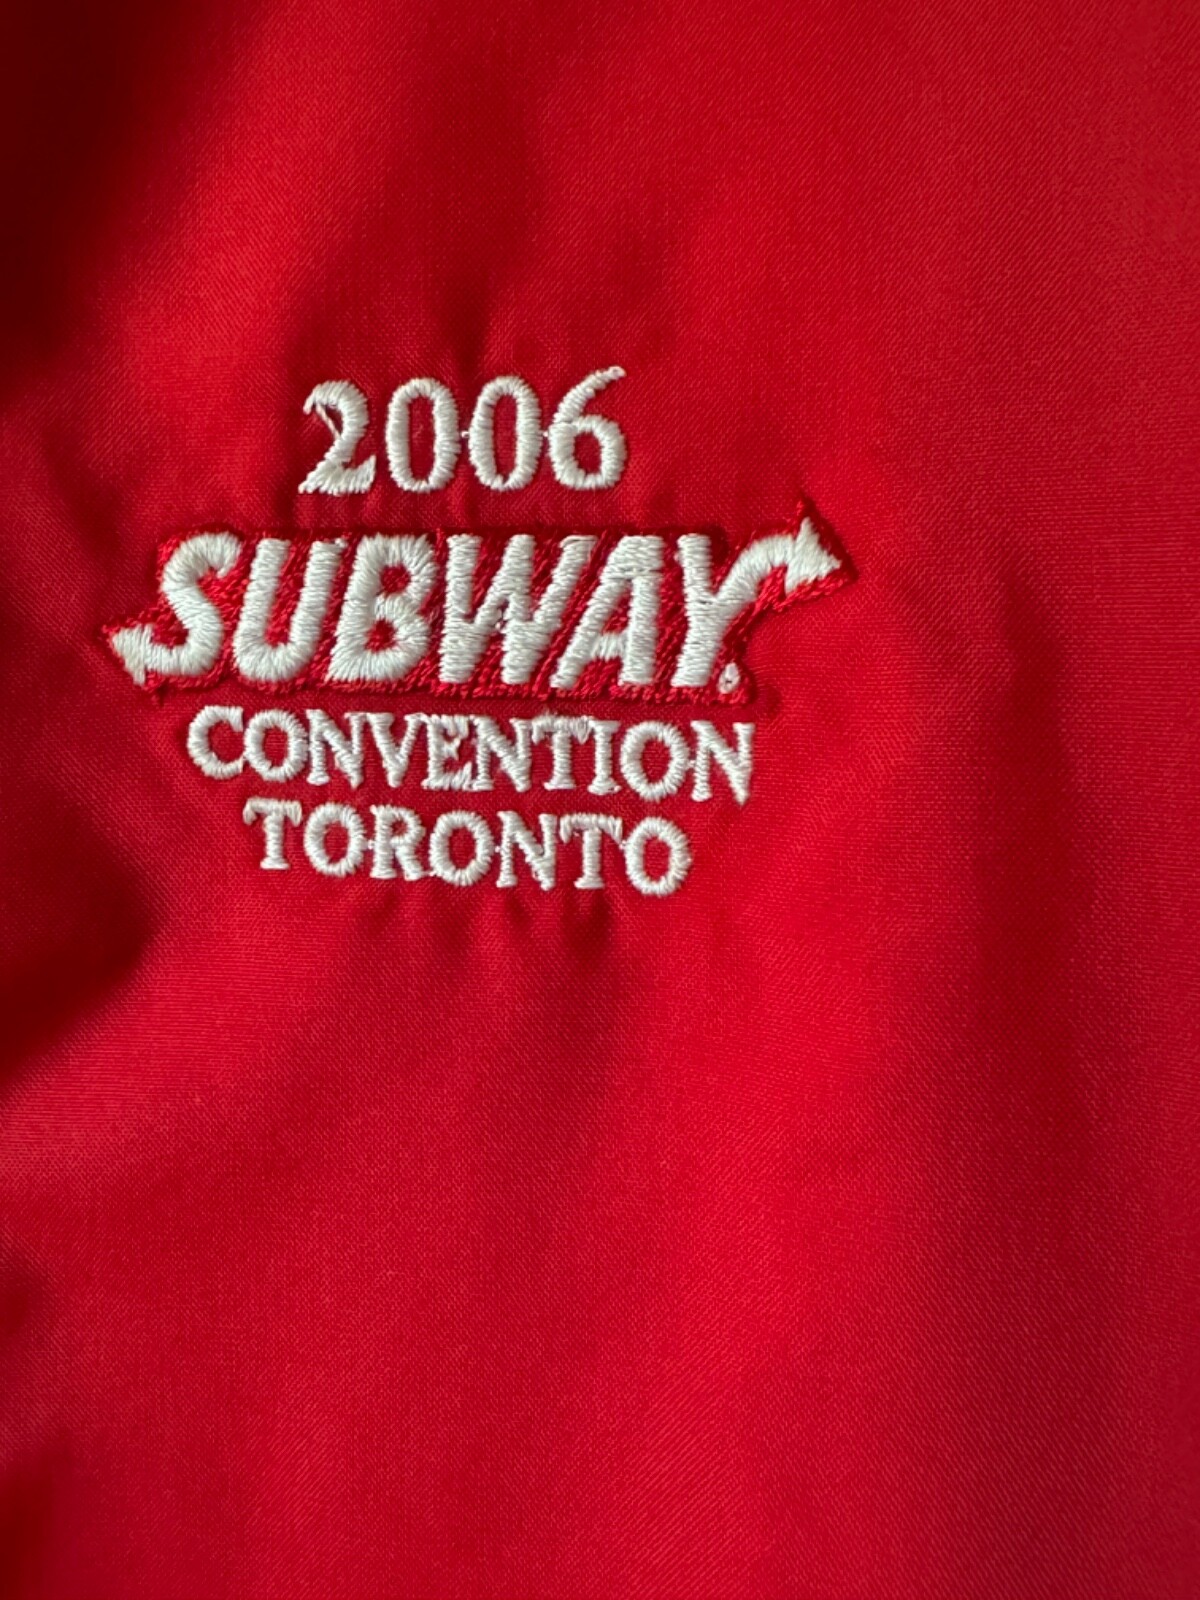 2006
SUBWAY®
CONVENTION
TORONTO